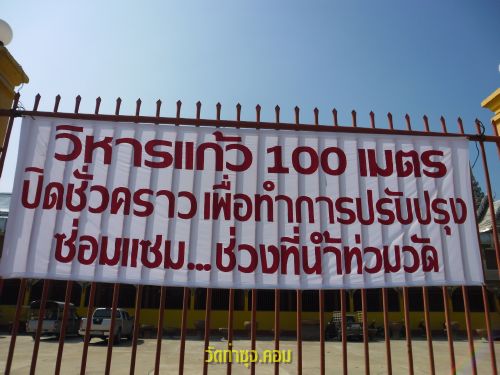 วิหารแก้ว 100 เมตร
ปิดชั่วคราว เพื่อทำการปรับปรุง
ซ่อมแซม...ช่วงที่น้ำท่วมวัด
วัดท่าซุง.คอม